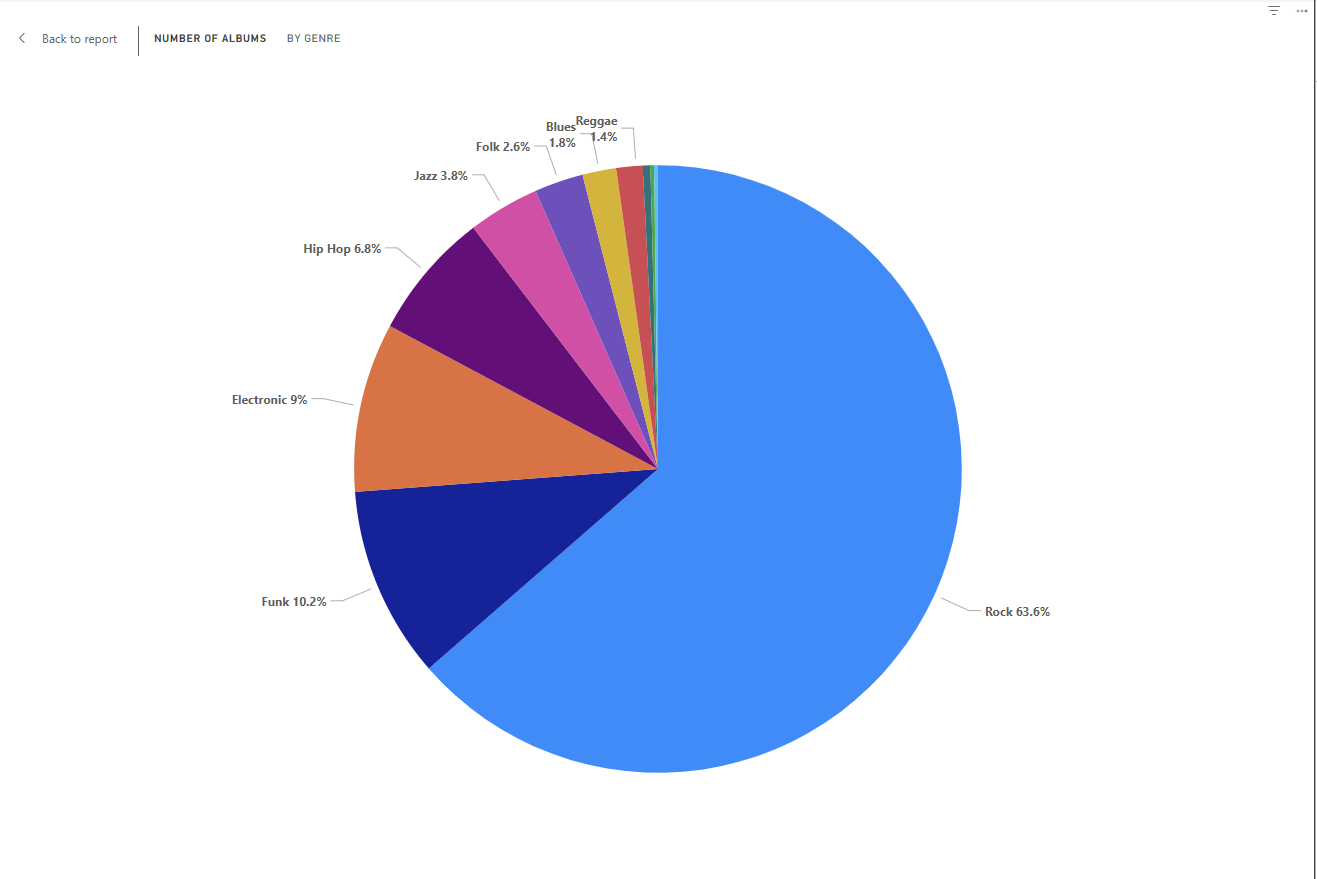 Back to report
NUMBER OF ALBUMS BY GENRE
Reggae
1.4%
Blues
1.8%
Folk 2.6%
Jazz 3.8%
Hip Hop 6.8%
Electronic 9%
Funk 10.2%
Rock 63.6%